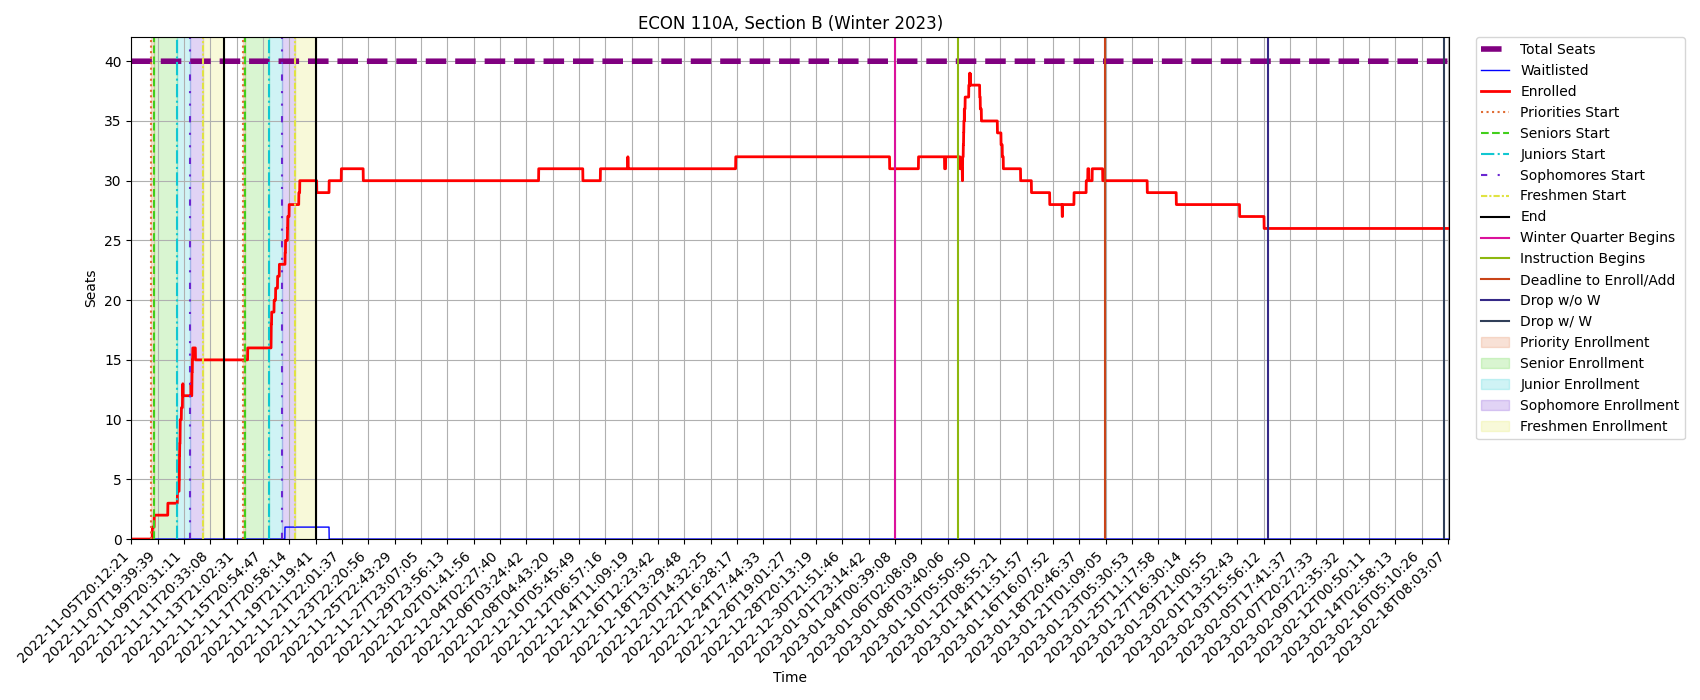 ECON 110A, Section B (Winter 2023)
Seats
40
35
30
25
20
15
10
5
0
2022-11-05T20:12:21
2022-11-07T19:39:39
2022-11-09T20:31:11
2022-11-11T20:33:08
2022-11-13T21:02:31
2022-11-15T20:54:47
2022-11-17T20:58:14
2022-11-19T21:19:41
2022-11-21T22:01:37
2022-11-23T22:20:56
2022-11-25T22:43:29
2022-11-27T23:07:05
2022-11-29T23:56:13
2022-12-02T01:41:56
2022-12-04T02:27:40
2022-12-06T03:24:42
2022-12-08T04:43:20
2022-12-10T05:45:49
2022-12-12T06:57:16
2022-12-14T11:09:19
2022-12-16T12:23:42
2022-12-18T13:29:48
2022-12-20T14:32:25
2022-12-22T16:28:17
2022-12-24T17:44:33
2022-12-26T19:01:27
2022-12-28T20:13:19
2022-12-30T21:51:46
2023-01-01T23:14:42
2023-01-04T00:39:08
2023-01-06T02:08:09
2023-01-08T03:40:06
2023-01-10T05:50:50
2023-01-12T08:55:21
2023-01-14T11:51:57
2023-01-16T16:07:52
2023-01-18T20:46:37
2023-01-21T01:09:05
2023-01-23T05:30:53
2023-01-25T11:17:58
2023-01-27T16:30:14
2023-01-29T21:00:55
2023-02-01T13:52:43
2023-02-03T15:56:12
2023-02-05T17:41:37
2023-02-07T20:27:33
2023-02-09T22:35:32
2023-02-12T00:50:11
2023-02-14T02:58:13
2023-02-16T05:10:26
2023-02-18T08:03:07
Time
Total Seats
Waitlisted
Enrolled
Priorities Start
Seniors Start
Juniors Start
Sophomores Start
Freshmen Start
End
Winter Quarter Begins
Instruction Begins
Deadline to Enroll/Add
Drop w/o W
Drop w/ W
Priority Enrollment
Senior Enrollment
Junior Enrollment
Sophomore Enrollment
Freshmen Enrollment